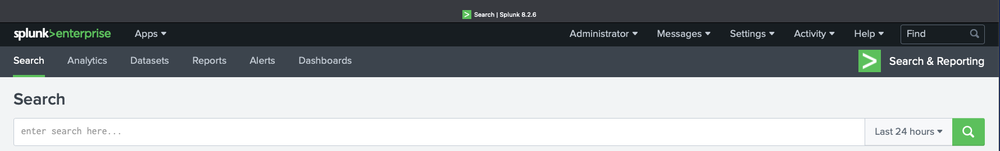 Search | Splunk 8.2.6
splunk>enterprise Apps Administrator Messages Settings Activity Help Find
Search Analytics Datasets Reports Alerts Dashboards Search & Reporting
Search
enter search here... Last 24 hours